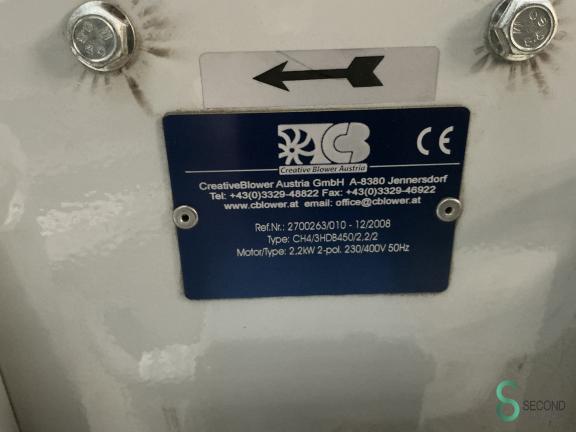 CB
CE
Creative Blower Austria
CreativeBlower Austria GmbH A-8380 Jennersdorf
Tel: +43(0)3329-48822 Fax: +43(0)3329-46922
www.cblower.at email: office@cblower.at
Ref.Nr.: 2700263/010 - 12/2008
Type: CH4/3HDB450/2,2/2
Motor/Type: 2,2kW 2-pol. 230/400V 50Hz
SECOND